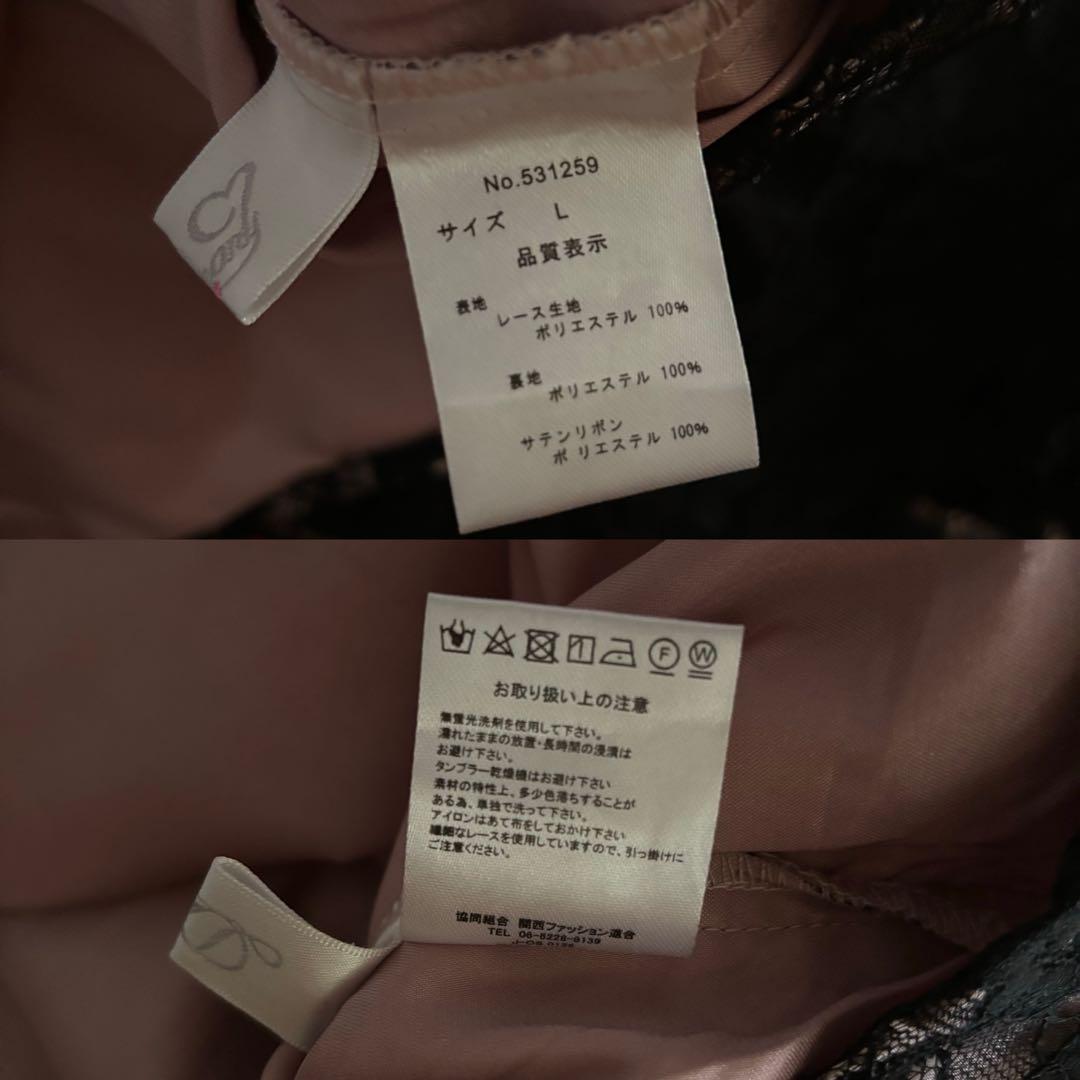 No.531259
サイズ L
品質表示
表地
レース生地
ポリエステル 100%
裏地
ポリエステル 100%
サテンリボン
ポリエステル 100%
F W
お取り扱い上の注意
無蛍光洗剤を使用して下さい。
濡れたままの放置・長時間の浸漬は
お避け下さい。
タンブラー乾燥機はお避け下さい
素材の特性上、多少色落ちすることが
ある為、単独で洗って下さい。
アイロンはあて布をしておかけ下さい
繊細なレースを使用していますので、引っ掛けに
ご注意ください。
協同組合 関西ファッション連合
TEL 06-6228-6139